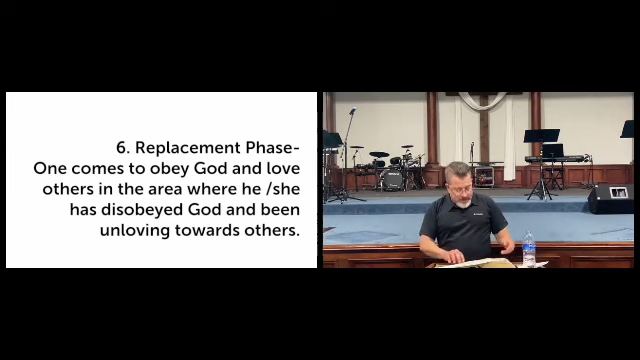 6. Replacement Phase-
One comes to obey God and love
others in the area where he /she
has disobeyed God and been
unloving towards others.